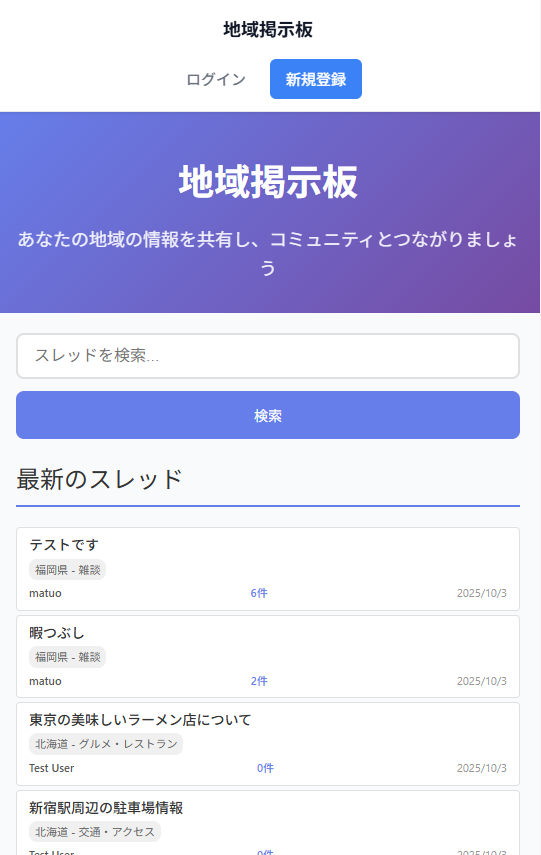 地域掲示板
ログイン 新規登録
地域掲示板
あなたの地域の情報を共有し、コミュニティとつながりましょ
う
スレッドを検索...
検索
最新のスレッド
テストです
福岡県 - 雑談
matuo 6件 2025/10/3
暇つぶし
福岡県 - 雑談
matuo 2件 2025/10/3
東京の美味しいラーメン店について
北海道 - グルメ・レストラン
Test User 0件 2025/10/3
新宿駅周辺の駐車場情報
北海道 - 交通・アクセス
Test User 0件 2025/10/3